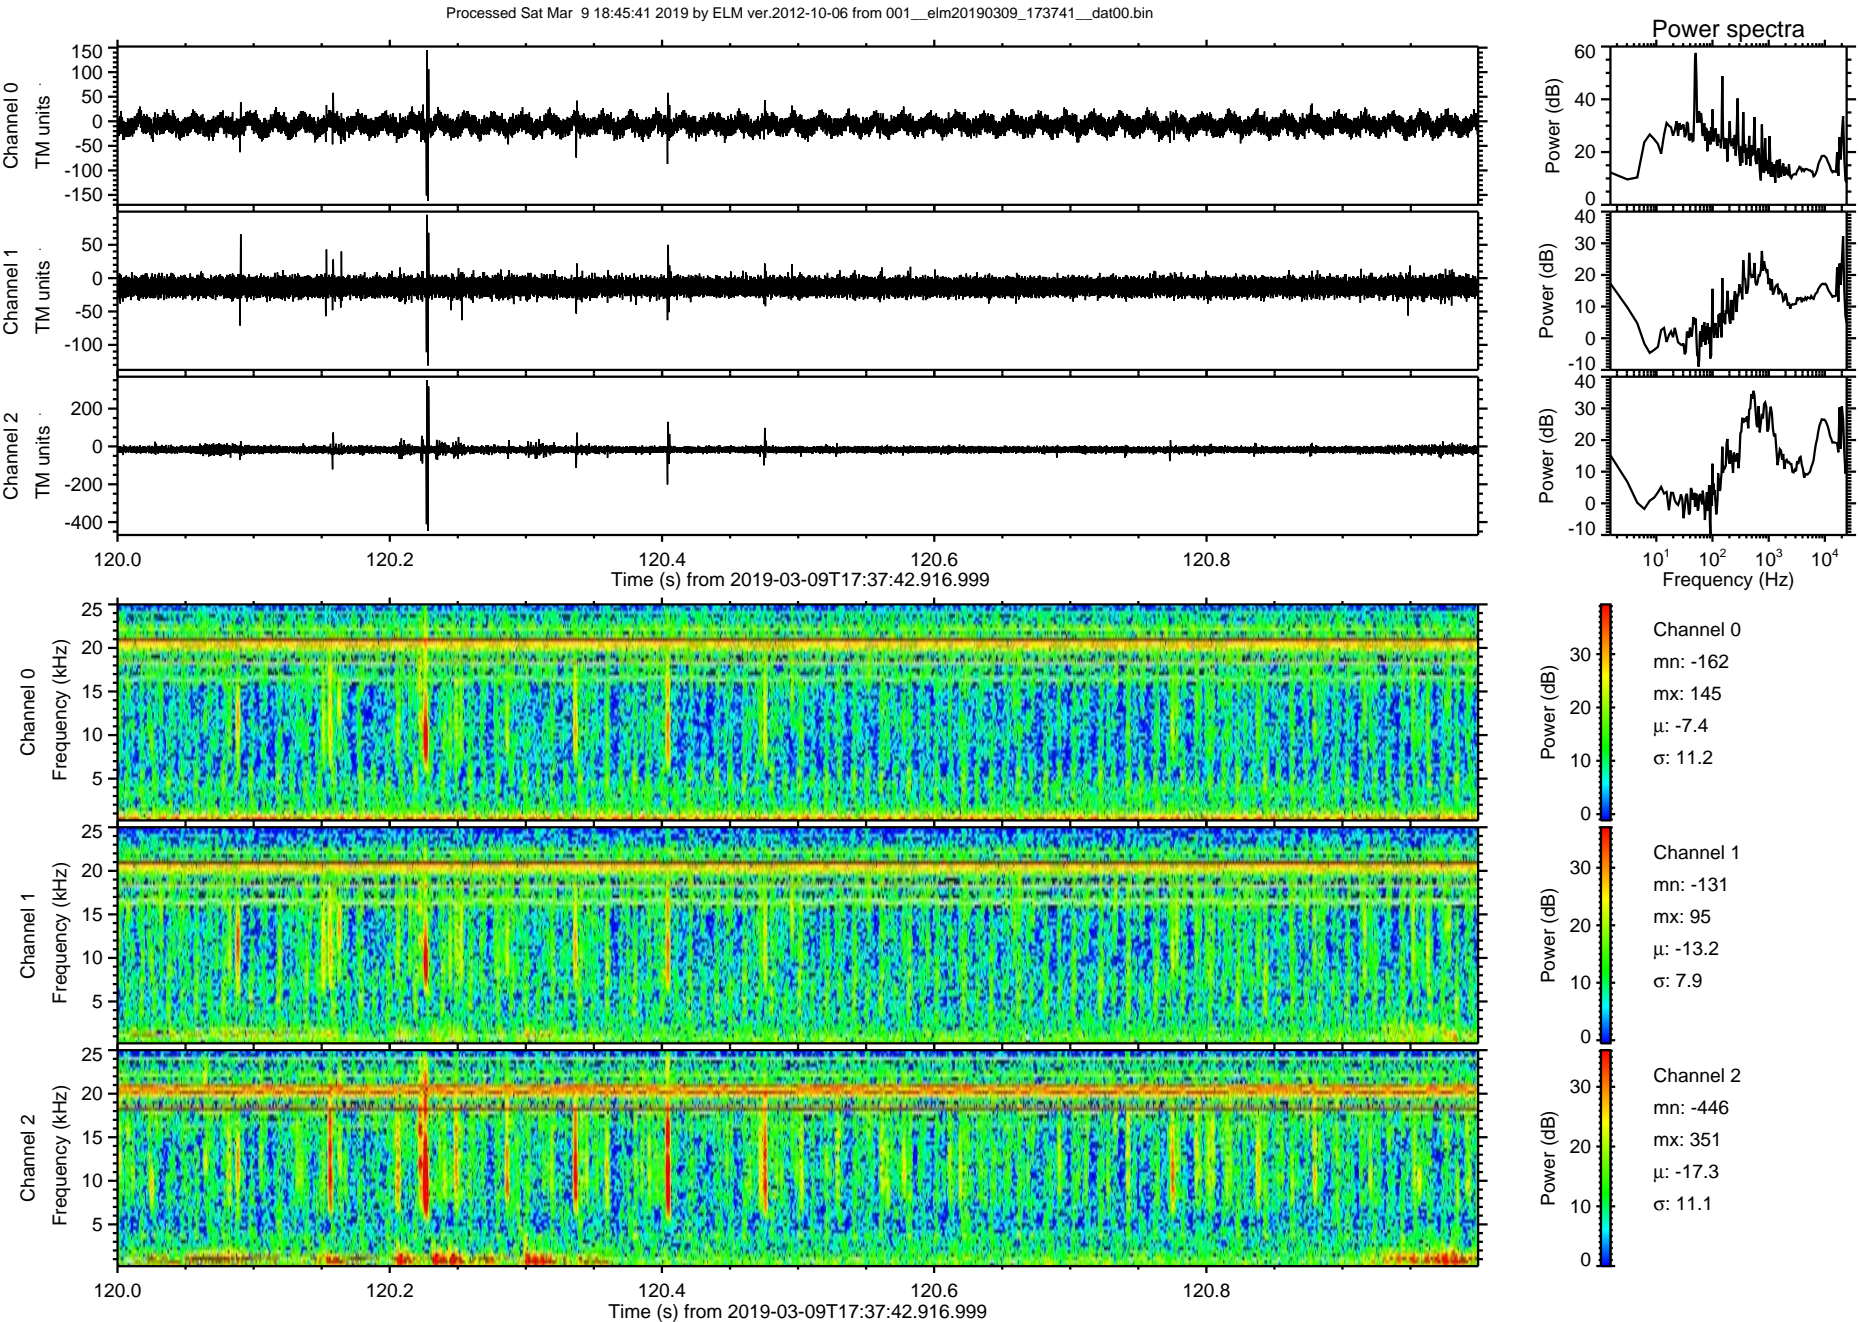 Processed Sat Mar  9 18:45:41 2019 by ELM ver.2012-10-06 from 001__elm20190309_173741__dat00.bin
Power spectra
Channel 0
TM units
150
100
50
0
-50
-100
-150
Power (dB)
60
40
20
0
Channel 1
TM units
50
0
-50
-100
Power (dB)
40
30
20
10
0
-10
Channel 2
TM units
200
0
-200
-400
Power (dB)
40
30
20
10
0
-10
120.0 120.2 120.4 120.6 120.8
Time (s) from 2019-03-09T17:37:42.916.999
10^1 10^2 10^3 10^4
Frequency (Hz)
Channel 0
Frequency (kHz)
25
20
15
10
5
Power (dB)
30
20
10
0
Channel 0
mn: -162
mx: 145
μ: -7.4
σ: 11.2
Channel 1
Frequency (kHz)
25
20
15
10
5
Power (dB)
30
20
10
0
Channel 1
mn: -131
mx: 95
μ: -13.2
σ: 7.9
Channel 2
Frequency (kHz)
25
20
15
10
5
Power (dB)
30
20
10
0
Channel 2
mn: -446
mx: 351
μ: -17.3
σ: 11.1
120.0 120.2 120.4 120.6 120.8
Time (s) from 2019-03-09T17:37:42.916.999